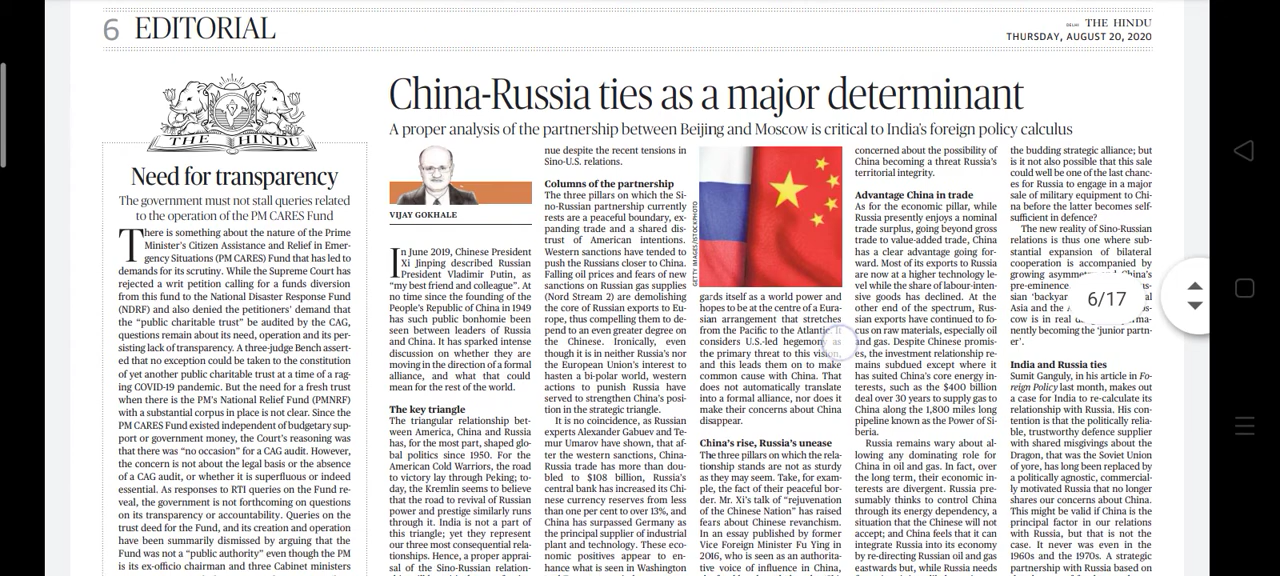 6 EDITORIAL
DELHI THE HINDU
THURSDAY, AUGUST 20, 2020
THE HINDU
Need for transparency
The government must not stall queries related
to the operation of the PM CARES Fund
There is something about the nature of the Prime
Minister's Citizen Assistance and Relief in Emer-
gency Situations (PM CARES) Fund that has led to
demands for its scrutiny. While the Supreme Court has
rejected a writ petition calling for a funds diversion
from this fund to the National Disaster Response Fund
(NDRF) and also denied the petitioners' demand that
the "public charitable trust" be audited by the CAG,
questions remain about its need, operation and its per-
sisting lack of transparency. A three-judge Bench assert-
ed that no exception could be taken to the constitution
of yet another public charitable trust at a time of a rag-
ing COVID-19 pandemic. But the need for a fresh trust
when there is the PM's National Relief Fund (PMNRF)
with a substantial corpus in place is not clear. Since the
PM CARES Fund existed independent of budgetary sup-
port or government money, the Court's reasoning was
that there was "no occasion" for a CAG audit. However,
the concern is not about the legal basis or the absence
of a CAG audit, or whether it is superfluous or indeed
essential. As responses to RTI queries on the Fund re-
veal, the government is not forthcoming on questions
on its transparency or accountability. Queries on the
trust deed for the Fund, and its creation and operation
have been summarily dismissed by arguing that the
Fund was not a "public authority" even though the PM
is its ex-officio chairman and three Cabinet ministers
China-Russia ties as a major determinant
A proper analysis of the partnership between Beijing and Moscow is critical to India's foreign policy calculus
VIJAY GOKHALE
In June 2019, Chinese President
Xi Jinping described Russian
President Vladimir Putin, as
"my best friend and colleague". At
no time since the founding of the
People's Republic of China in 1949
has such public bonhomie been
seen between leaders of Russia
and China. It has sparked intense
discussion on whether they are
moving in the direction of a formal
alliance, and what that could
mean for the rest of the world.
The key triangle
The triangular relationship bet-
ween America, China and Russia
has, for the most part, shaped glo-
bal politics since 1950. For the
American Cold Warriors, the road
to victory lay through Peking; to-
day, the Kremlin seems to believe
that the road to revival of Russian
power and prestige similarly runs
through it. India is not a part of
this triangle; yet they represent
our three most consequential rela-
tionships. Hence, a proper apprai-
sal of the Sino-Russian relation-
nue despite the recent tensions in
Sino-U.S. relations.
Columns of the partnership
The three pillars on which the Si-
no-Russian partnership currently
rests are a peaceful boundary, ex-
panding trade and a shared dis-
trust of American intentions.
Western sanctions have tended to
push the Russians closer to China.
Falling oil prices and fears of new
sanctions on Russian gas supplies
(Nord Stream 2) are demolishing
the core of Russian exports to Eu-
rope, thus compelling them to de-
pend to an even greater degree on
the Chinese. Ironically, even
though it is in neither Russia's nor
the European Union's interest to
hasten a bi-polar world, western
actions to punish Russia have
served to strengthen China's posi-
tion in the strategic triangle.
It is no coincidence, as Russian
experts Alexander Gabuev and Te-
mur Umarov have shown, that af-
ter the western sanctions, China-
Russia trade has more than dou-
bled to $108 billion, Russia's
central bank has increased its Chi-
nese currency reserves from less
than one per cent to over 13%, and
China has surpassed Germany as
the principal supplier of industrial
plant and technology. These eco-
nomic positives appear to en-
hance what is seen in Washington
GETTY IMAGES/ISTOCKPHOTO
gards itself as a world power and
hopes to be at the centre of a Eura-
sian arrangement that stretches
from the Pacific to the Atlantic. It
considers U.S.-led hegemony as
the primary threat to this vision,
and this leads them on to make
common cause with China. That
does not automatically translate
into a formal alliance, nor does it
make their concerns about China
disappear.
China's rise, Russia's unease
The three pillars on which the rela-
tionship stands are not as sturdy
as they may seem. Take, for exam-
ple, the fact of their peaceful bor-
der. Mr. Xi's talk of "rejuvenation
of the Chinese Nation" has raised
fears about Chinese revanchism.
In an essay published by former
Vice Foreign Minister Fu Ying in
2016, who is seen as an authorita-
tive voice of influence in China,
concerned about the possibility of
China becoming a threat Russia's
territorial integrity.
Advantage China in trade
As for the economic pillar, while
Russia presently enjoys a nominal
trade surplus, going beyond gross
trade to value-added trade, China
has a clear advantage going for-
ward. Most of its exports to Russia
are now at a higher technology le-
vel while the share of labour-inten-
sive goods has declined. At the
other end of the spectrum, Rus-
sian exports have continued to fo-
cus on raw materials, especially oil
and gas. Despite Chinese promis-
es, the investment relationship re-
mains subdued except where it
has suited China's core energy in-
terests, such as the $400 billion
deal over 30 years to supply gas to
China along the 1,800 miles long
pipeline known as the Power of Si-
beria.
Russia remains wary about al-
lowing any dominating role for
China in oil and gas. In fact, over
the long term, their economic in-
terests are divergent. Russia pre-
sumably thinks to control China
through its energy dependency, a
situation that the Chinese will not
accept; and China feels that it can
integrate Russia into its economy
by re-directing Russian oil and gas
eastwards but, while Russia needs
the budding strategic alliance; but
is it not also possible that this sale
could well be one of the last chanc-
es for Russia to engage in a major
sale of military equipment to Chi-
na before the latter becomes self-
sufficient in defence?
The new reality of Sino-Russian
relations is thus one where sub-
stantial expansion of bilateral
cooperation is accompanied by
growing China's
pre-eminence
sian 'backyar
Asia and the
cow is in real
nently becoming the 'junior partn-
er'.
India and Russia ties
Sumit Ganguly, in his article in Fo-
reign Policy last month, makes out
a case for India to re-calculate its
relationship with Russia. His con-
tention is that the politically relia-
ble, trustworthy defence supplier
with shared misgivings about the
Dragon, that was the Soviet Union
of yore, has long been replaced by
a politically agnostic, commercial-
ly motivated Russia that no longer
shares our concerns about China.
This might be valid if China is the
principal factor in our relations
with Russia, but that is not the
case. It never was even in the
1960s and the 1970s. A strategic
partnership with Russia based on
6/17